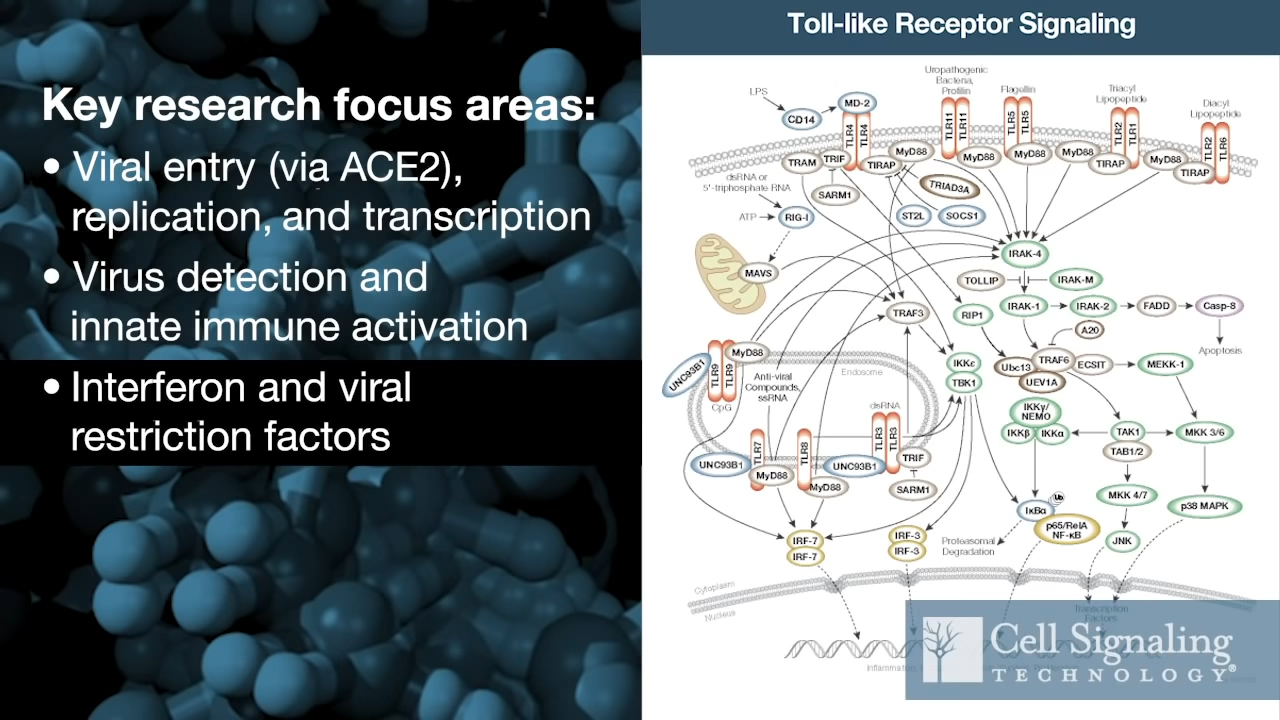 Key research focus areas:
• Viral entry (via ACE2),
replication, and transcription
• Virus detection and
innate immune activation
• Interferon and viral
restriction factors
Toll-like Receptor Signaling
LPS
CD14
MD-2
TLR4
TLR4
Uropathogenic
Bacteria,
Profilin
TLR11
TLR11
Flagellin
TLR5
TLR5
Triacyl
Lipopeptide
TLR2
TLR1
Diacyl
Lipopeptide
TLR2
TLR6
TRAM
TRIF
TIRAP
MyD88
MyD88
MyD88
MyD88
TIRAP
MyD88
TIRAP
SARM1
TRIAD3A
dsRNA or
5'-triphosphate RNA
ATP
RIG-I
ST2L
SOCS1
MAVS
IRAK-4
TOLLIP
IRAK-M
IRAK-1
IRAK-2
FADD
Casp-8
TRAF3
RIP1
A20
Apoptosis
UNC93B1
TLR9
TLR9
MyD88
CpG
Endosome
Anti-viral
Compounds,
ssRNA
IKKε
TBK1
Ubc13
TRAF6
UEV1A
ECSIT
MEKK-1
dsRNA
IKKγ/
NEMO
IKKβ
IKKα
TAK1
TAB1/2
MKK 3/6
UNC93B1
TLR7
MyD88
TLR8
MyD88
UNC93B1
TLR3
TLR3
TRIF
SARM1
MKK 4/7
p38 MAPK
Ub
IκBα
p65/RelA
NF-κB
JNK
IRF-7
IRF-7
IRF-3
IRF-3
Proteasomal
Degradation
Cytoplasm
Nucleus
Transcription
Factors
Cell Signaling
TECHNOLOGY®